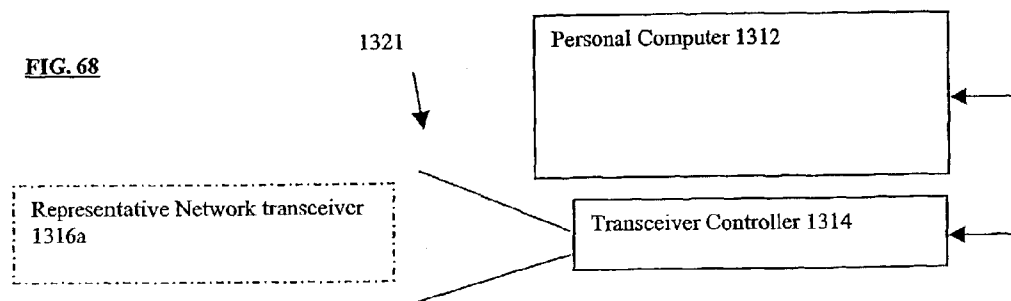 1321
FIG. 68
Personal Computer 1312
Representative Network transceiver
1316a
Transceiver Controller 1314